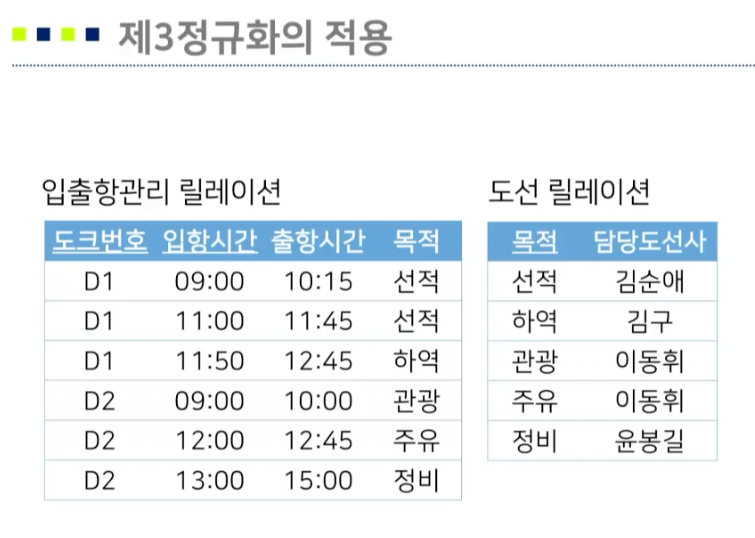 제3정규화의 적용
입출항관리 릴레이션
도크번호 입항시간 출항시간 목적
D1 09:00 10:15 선적
D1 11:00 11:45 선적
D1 11:50 12:45 하역
D2 09:00 10:00 관광
D2 12:00 12:45 주유
D2 13:00 15:00 정비
도선 릴레이션
목적 담당도선사
선적 김순애
하역 김구
관광 이동휘
주유 이동휘
정비 윤봉길